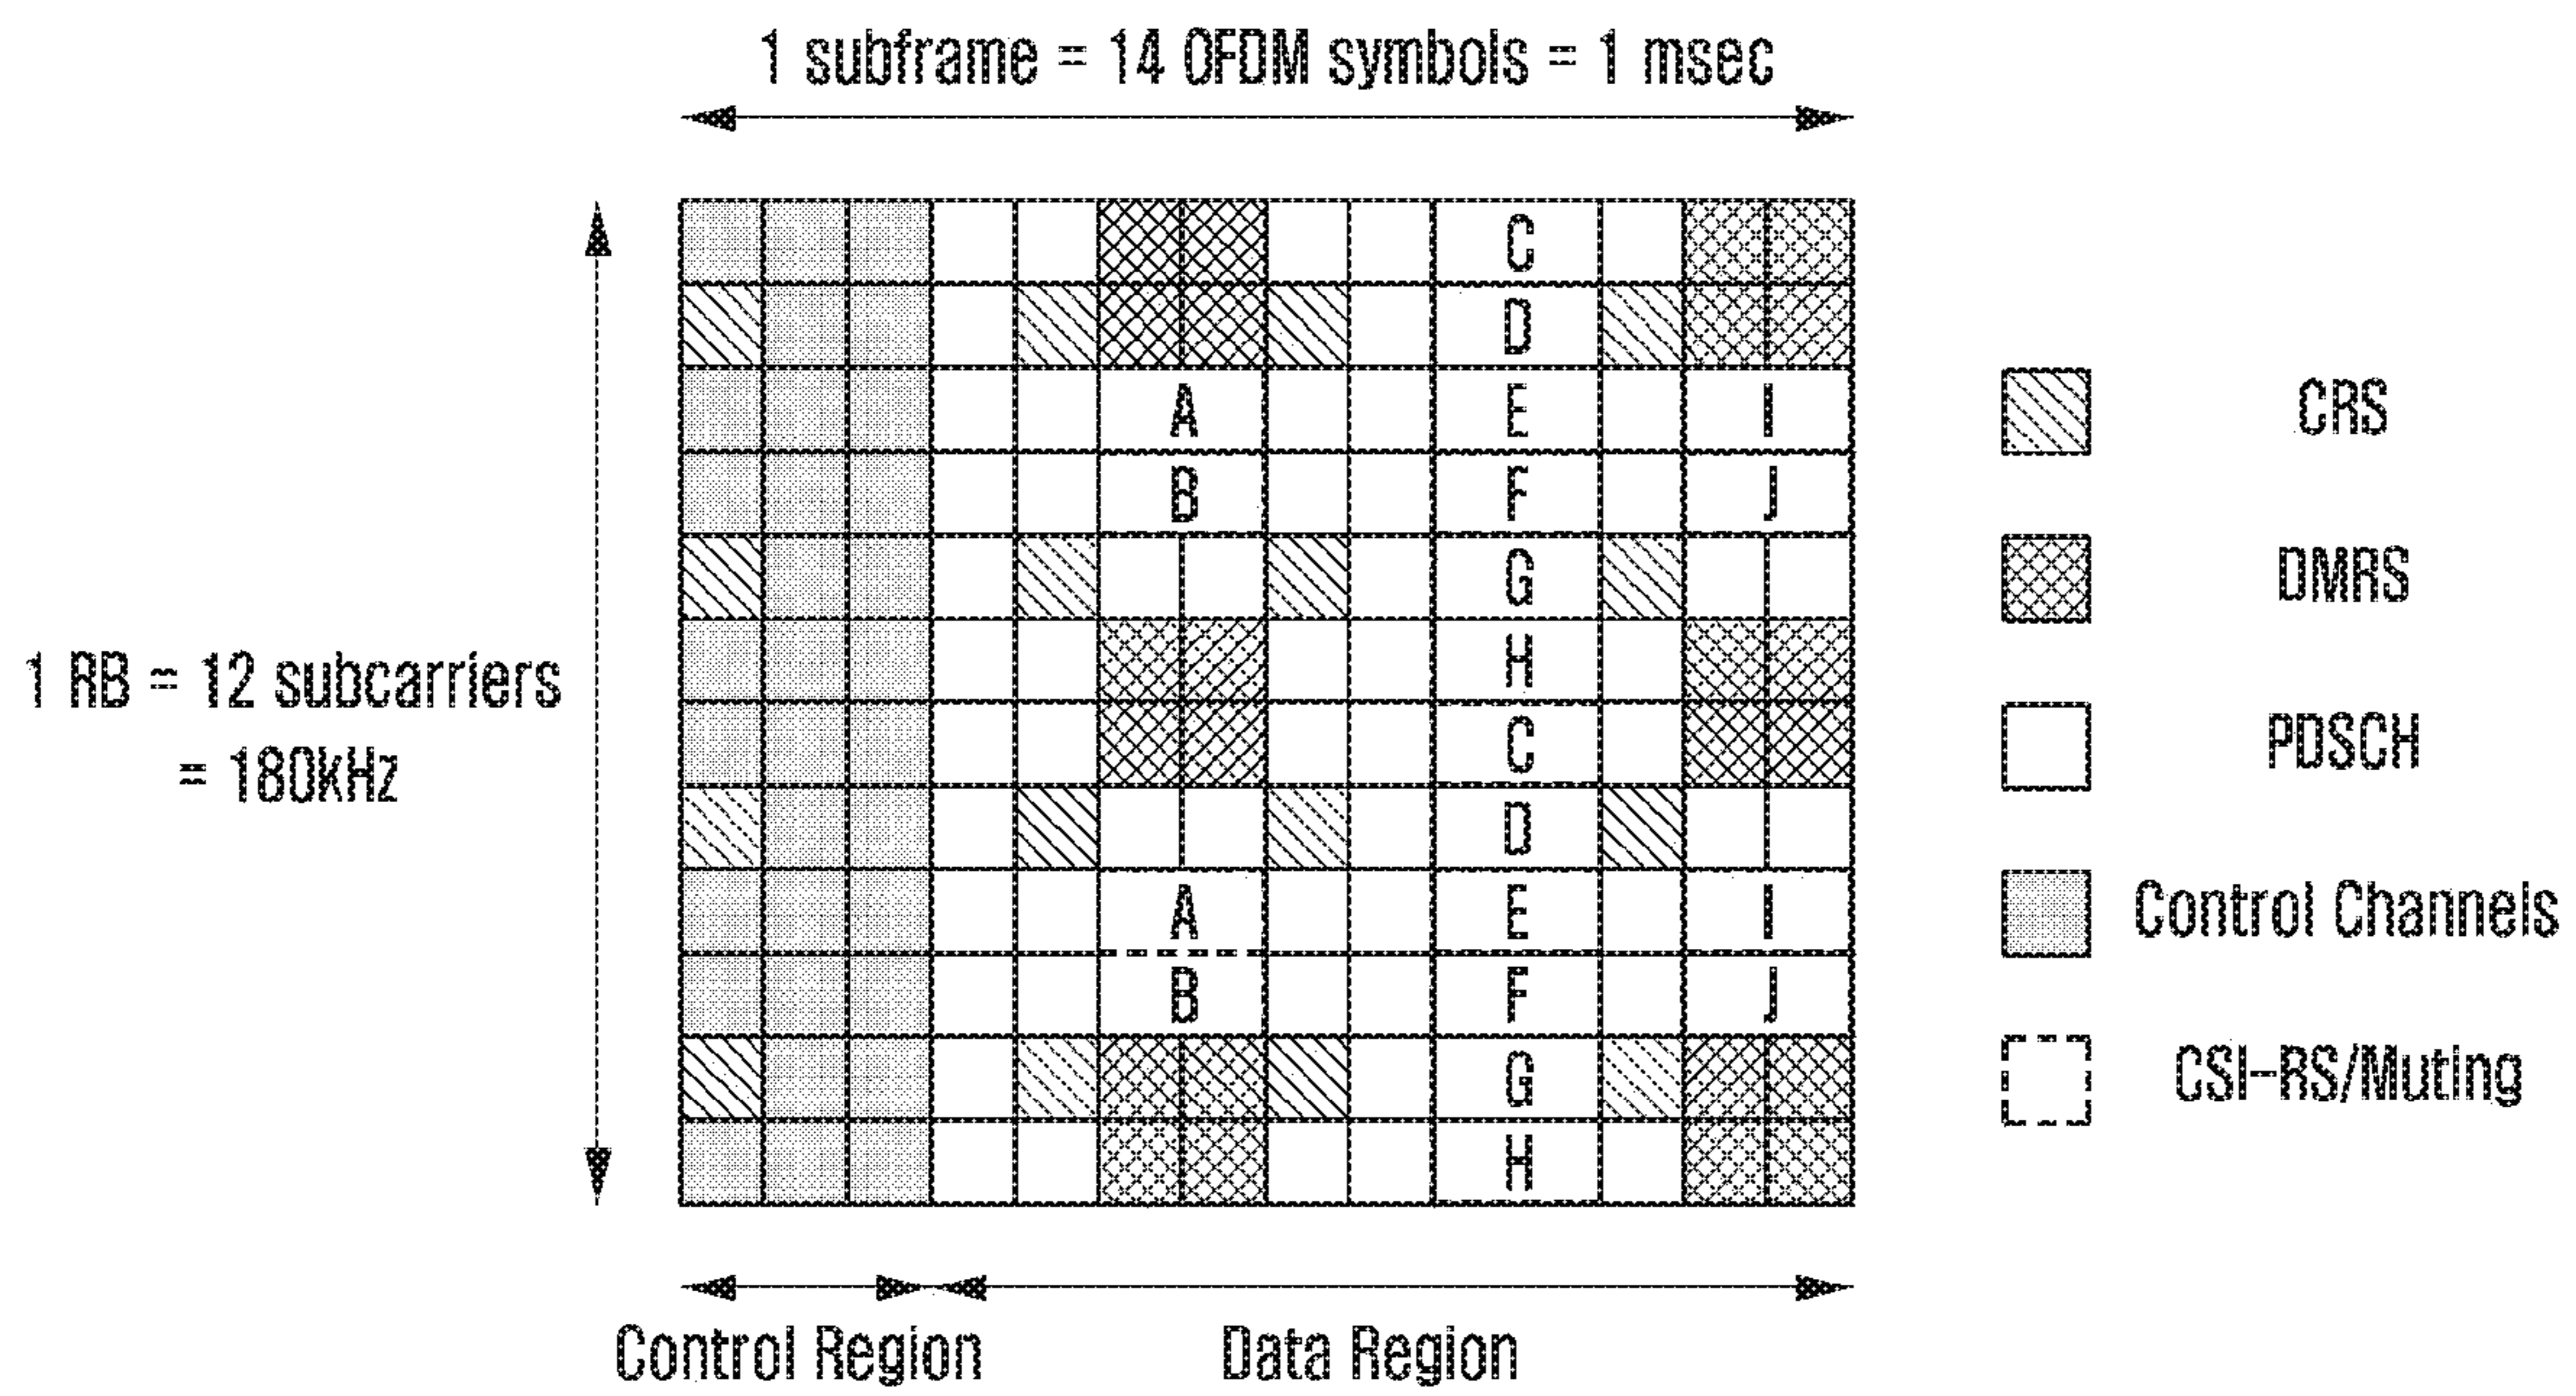 1 subframe = 14 OFDM symbols = 1 msec
C
D
A E I
B F J
G
H
C
D
A E I
B F J
G
H
1 RB = 12 subcarriers
= 180kHz
CRS
DMRS
PDSCH
Control Channels
CSI-RS/Muting
Control Region Data Region